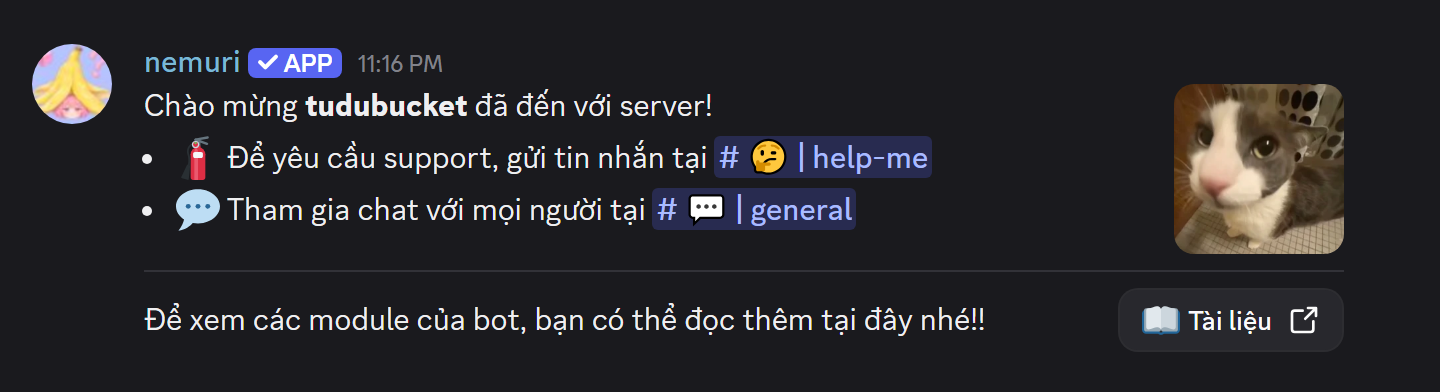 nemuri ✓ APP 11:16 PM
Chào mừng tudubucket đã đến với server!
• 🧯 Để yêu cầu support, gửi tin nhắn tại # 🤔 | help-me
• 💬 Tham gia chat với mọi người tại # 💬 | general
Để xem các module của bot, bạn có thể đọc thêm tại đây nhé!!
📖 Tài liệu